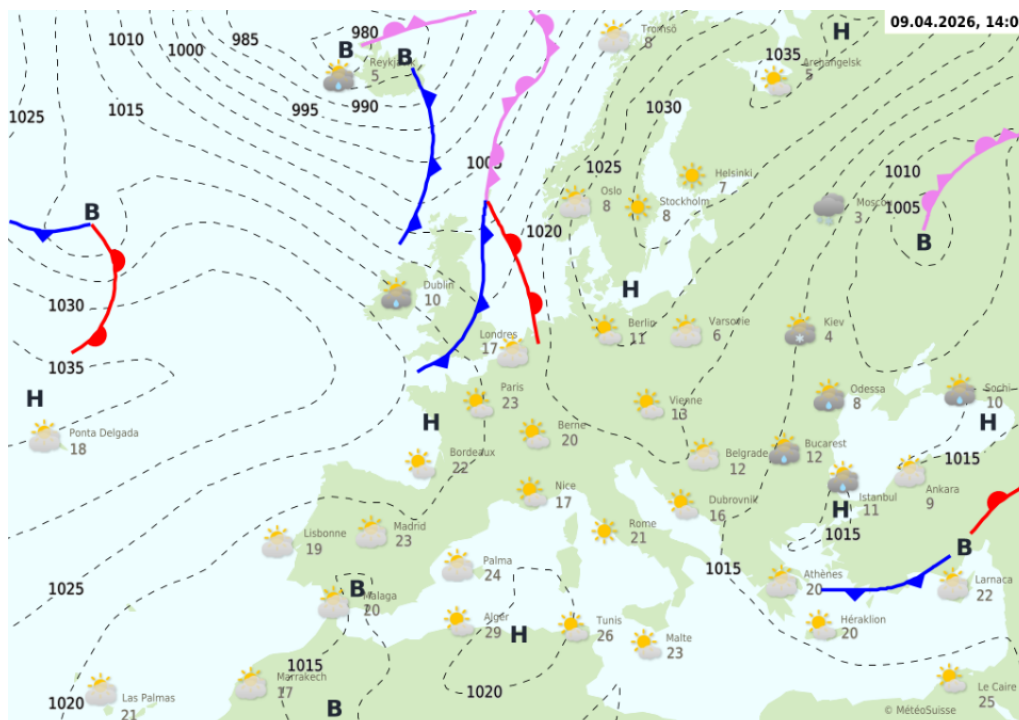 09.04.2026, 14:0
980
985
1010
1000
H
Tromsö
8
1035
B
B
Reykjavik
5
Archangelsk
5
990
995
1015
1025
1030
1005
1025
1010
Helsinki
7
Oslo
8
Stockholm
8
Moscou
3
1005
B
1020
B
Dublin
10
H
1030
Londres
17
Berlin
11
Varsovie
6
Kiev
4
1035
H
Paris
23
Vienne
13
Odessa
8
Sochi
10
H
H
Ponta Delgada
18
Berne
20
Bordeaux
22
Belgrade
12
Bucarest
12
1015
Nice
17
Ankara
9
Dubrovnik
16
Istanbul
11
H
Lisbonne
19
Madrid
23
Rome
21
1015
B
Palma
24
1015
1025
B
Malaga
20
Athènes
20
Larnaca
22
Alger
29
Tunis
26
H
Héraklion
20
Malte
23
1015
Marrakech
17
1020
Le Caire
25
Las Palmas
21
1020
B
© MétéoSuisse